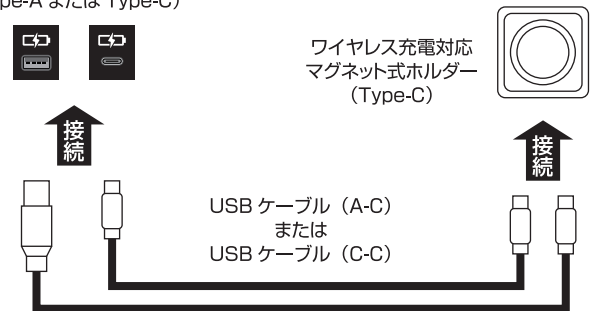 pe-A または Type-C）
ワイヤレス充電対応
マグネット式ホルダー
（Type-C）
接続
接続
USB ケーブル（A-C）
または
USB ケーブル（C-C）